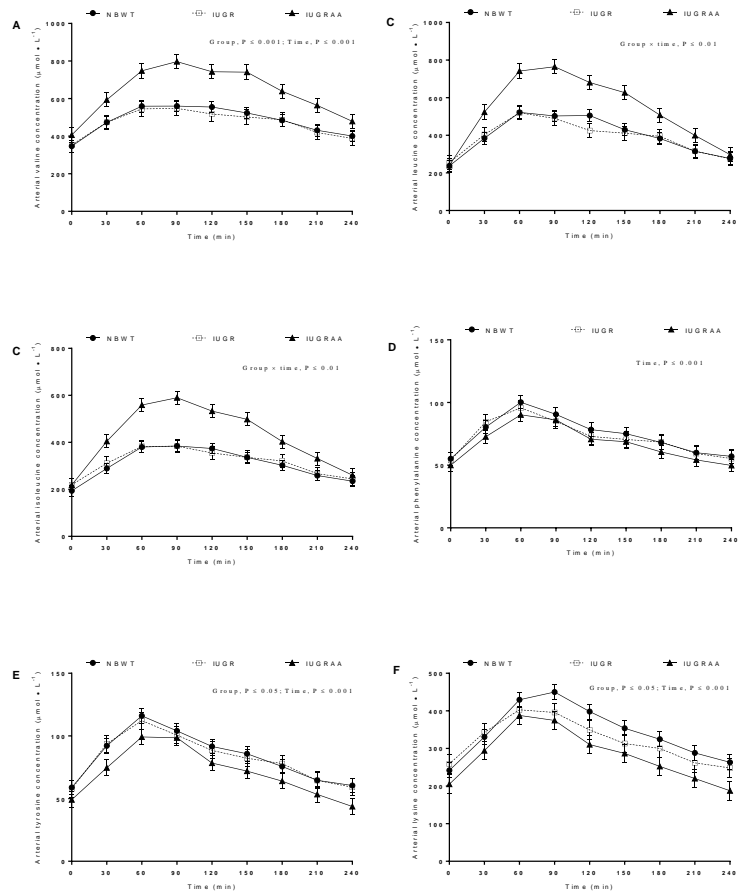 A
NBWT IUGR IUGRAA
Group, P ≤ 0.001; Time, P ≤ 0.001
Arterial valine concentration (μmol • L⁻¹)
1000
800
600
400
200
0
0 30 60 90 120 150 180 210 240
Time (min)
C
NBWT IUGR IUGRAA
Group × time, P ≤ 0.01
Arterial leucine concentration (μmol • L⁻¹)
1000
800
600
400
200
0
0 30 60 90 120 150 180 210 240
Time (min)
C
NBWT IUGR IUGRAA
Group × time, P ≤ 0.01
Arterial isoleucine concentration (μmol • L⁻¹)
800
600
400
200
0
0 30 60 90 120 150 180 210 240
Time (min)
D
NBWT IUGR IUGRAA
Time, P ≤ 0.001
Arterial phenylalanine concentration (μmol • L⁻¹)
150
100
50
0
0 30 60 90 120 150 180 210 240
Time (min)
E
NBWT IUGR IUGRAA
Group, P ≤ 0.05; Time, P ≤ 0.001
Arterial tyrosine concentration (μmol • L⁻¹)
150
100
50
0
0 30 60 90 120 150 180 210 240
Time (min)
F
NBWT IUGR IUGRAA
Group, P ≤ 0.05; Time, P ≤ 0.001
Arterial lysine concentration (μmol • L⁻¹)
500
400
300
200
100
0
0 30 60 90 120 150 180 210 240
Time (min)